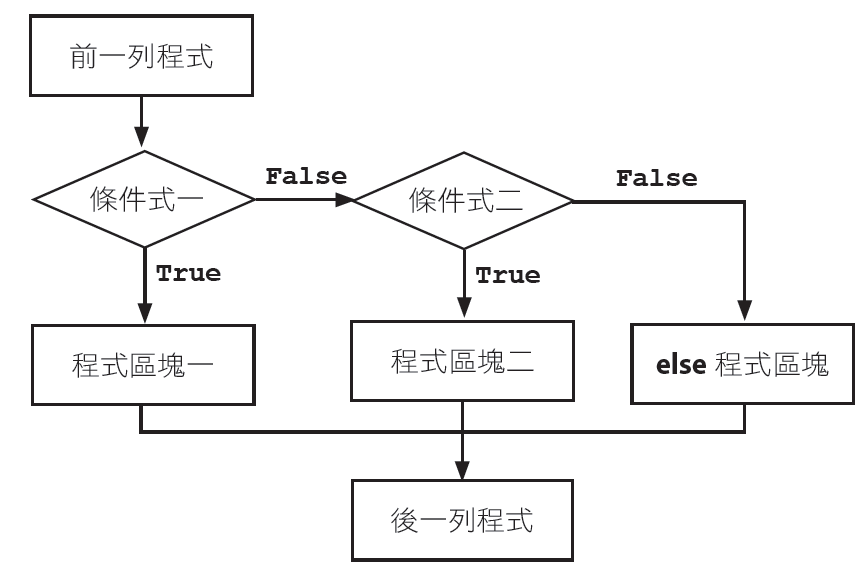 前一列程式
條件式一
False
條件式二
False
True
True
程式區塊一
程式區塊二
else 程式區塊
後一列程式